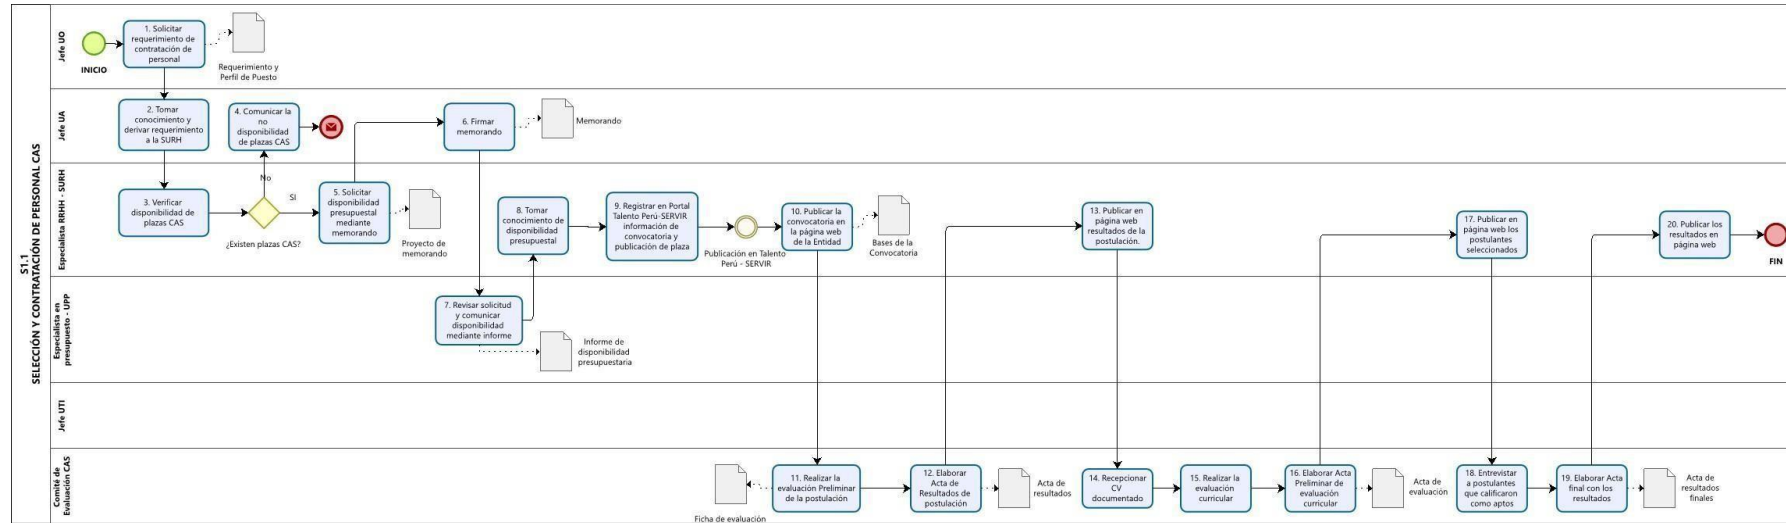 S1.1
SELECCIÓN Y CONTRATACIÓN DE PERSONAL CAS
Jefe UO
INICIO
1. Solicitar
requerimiento de
contratación de
personal
Requerimiento y
Perfil de Puesto
Jefe UA
2. Tomar
conocimiento y
derivar requerimiento
a la SURH
4. Comunicar la
no
disponibilidad
de plazas CAS
6. Firmar
memorando
Memorando
Especialista RRHH - SURH
3. Verificar
disponibilidad de
plazas CAS
No
SI
¿Existen plazas CAS?
5. Solicitar
disponibilidad
presupuestal
mediante
memorando
Proyecto de
memorando
8. Tomar
conocimiento de
disponibilidad
presupuestal
9. Registrar en Portal
Talento Perú-SERVIR
información de
convocatoria y
publicación de plaza
Publicación en Talento
Perú - SERVIR
10. Publicar la
convocatoria en
la página web
de la Entidad
Bases de la
Convocatoria
13. Publicar en
página web
resultados de la
postulación.
17. Publicar en
página web los
postulantes
seleccionados
20. Publicar los
resultados en
página web
FIN
Especialista en
presupuesto - UPP
7. Revisar solicitud
y comunicar
disponibilidad
mediante informe
Informe de
disponibilidad
presupuestaria
Jefe UTI
Comité de
Evaluación CAS
Ficha de evaluación
11. Realizar la
evaluación Preliminar
de la postulación
12. Elaborar
Acta de
Resultados de
postulación
Acta de
resultados
14. Recepcionar
CV
documentado
15. Realizar la
evaluación
curricular
16. Elaborar Acta
Preliminar de
evaluación
curricular
Acta de
evaluación
18. Entrevistar
a postulantes
que calificaron
como aptos
19. Elaborar Acta
final con los
resultados
Acta de
resultados
finales